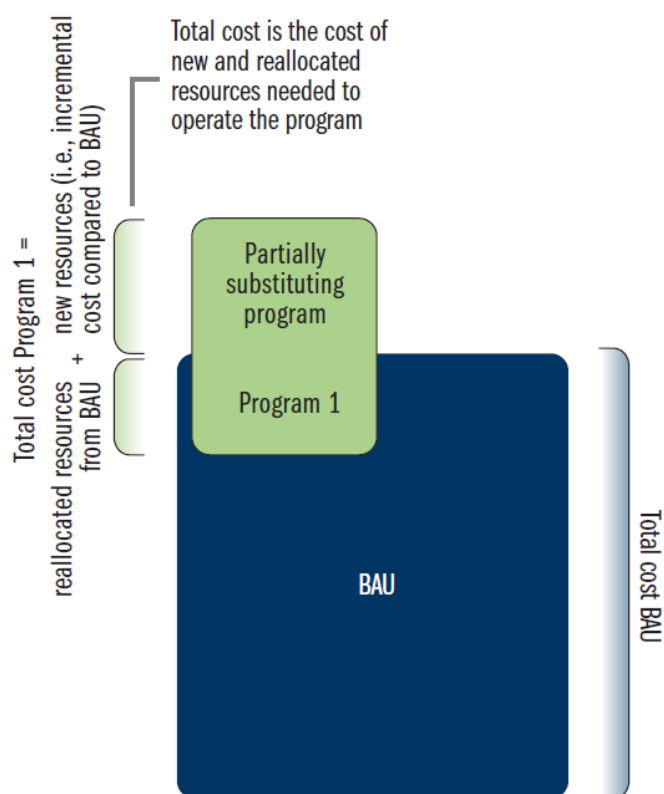 Total cost is the cost of
new and reallocated
resources needed to
operate the program
Total cost Program 1 =
reallocated resources + new resources (i.e., incremental
from BAU cost compared to BAU)
Partially
substituting
program
Program 1
BAU
Total cost BAU